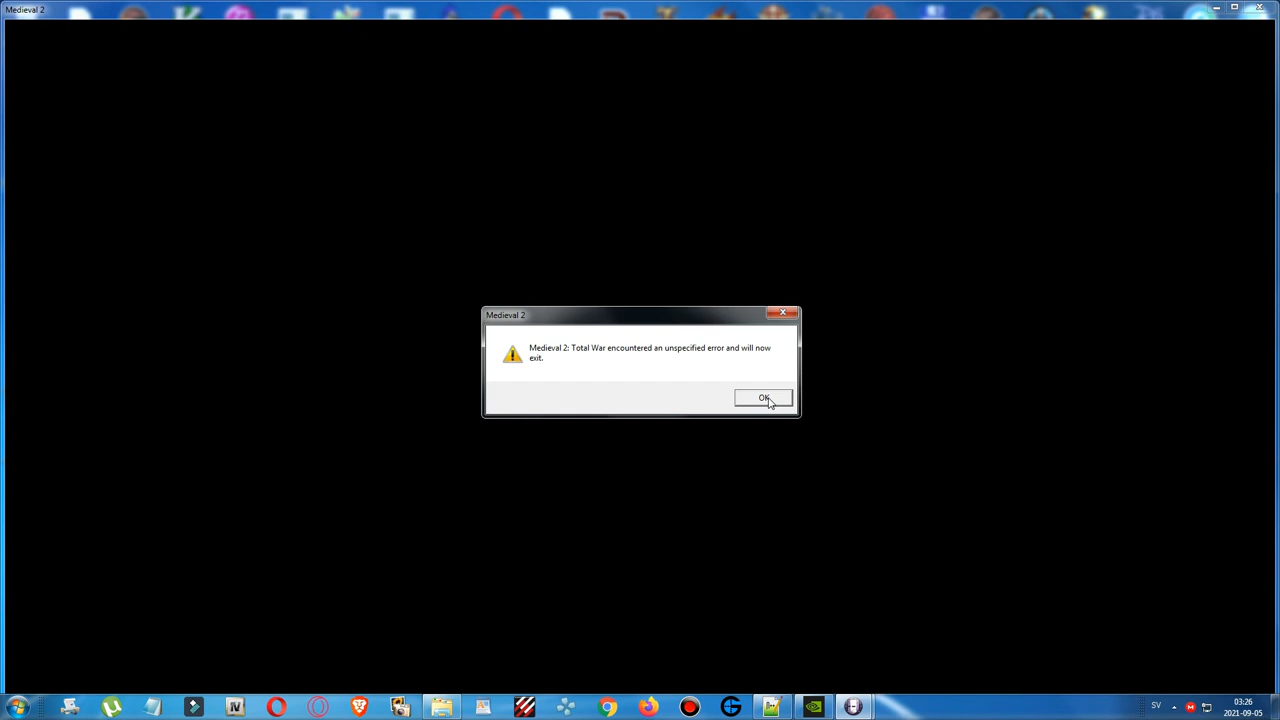 Medieval 2
Medieval 2
Medieval 2: Total War encountered an unspecified error and will now
exit.
OK
SV
03:26
2021-09-05